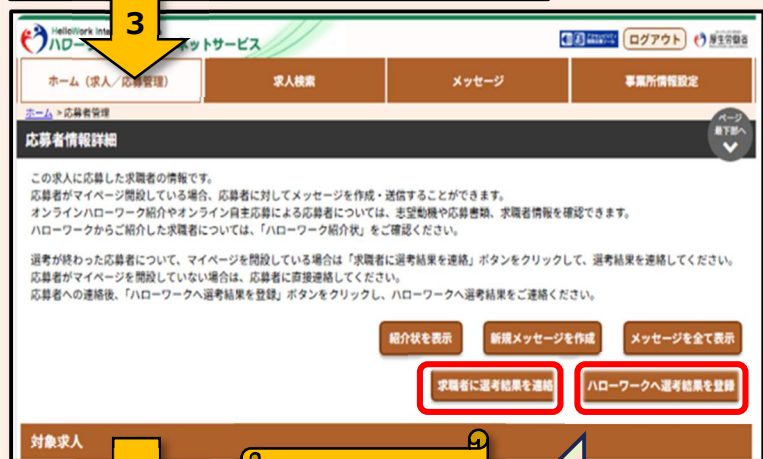 3
HelloWork Inte
ハロー ネットサービス
ログアウト
厚生労働省
ホーム（求人／応募管理）
求人検索
メッセージ
事業所情報設定
ホーム > 応募者管理
応募者情報詳細
ページ
最下部へ
この求人に応募した求職者の情報です。
応募者がマイページ開設している場合、応募者に対してメッセージを作成・送信することができます。
オンラインハローワーク紹介やオンライン自主応募による応募者については、志望動機や応募書類、求職者情報を確認できます。
ハローワークからご紹介した求職者については、「ハローワーク紹介状」をご確認ください。
選考が終わった応募者について、マイページを開設している場合は「求職者に選考結果を連絡」ボタンをクリックして、選考結果を連絡してください。
応募者がマイページを開設していない場合は、応募者に直接連絡してください。
応募者への連絡後、「ハローワークへ選考結果を登録」ボタンをクリックし、ハローワークへ選考結果をご連絡ください。
紹介状を表示
新規メッセージを作成
メッセージを全て表示
求職者に選考結果を連絡
ハローワークへ選考結果を登録
対象求人